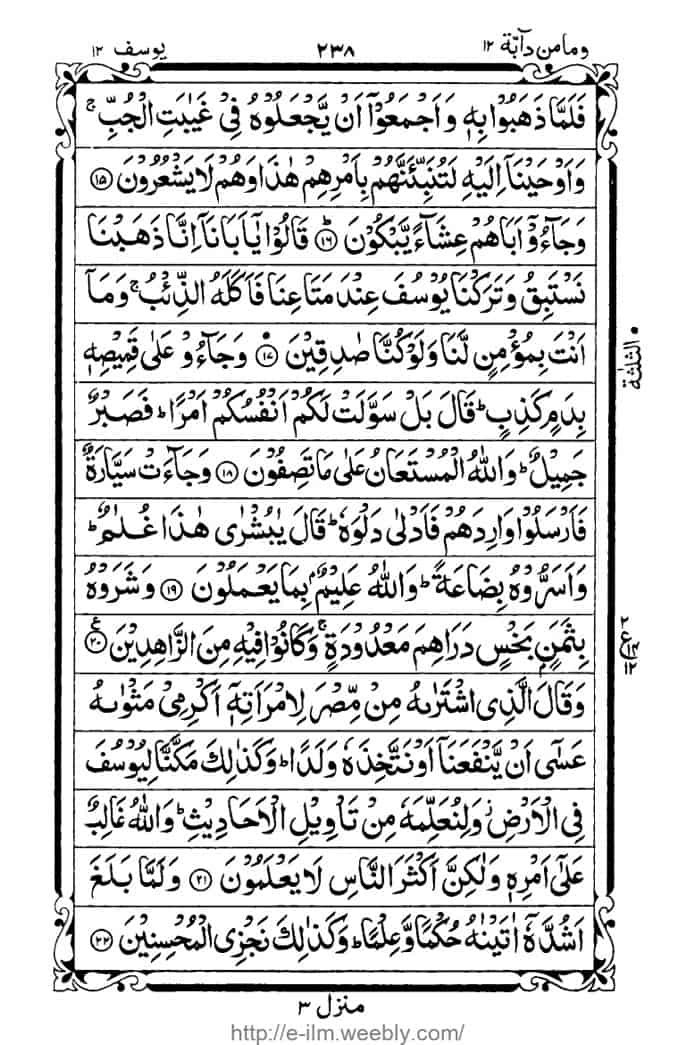 وما من دآبة ١٢
٢٣٨
يوسف ١٢
فَلَمَّا ذَهَبُوْا بِهٖ وَاَجْمَعُوْۤا اَنْ يَّجْعَلُوْهُ فِيْ غَيٰبَتِ الْجُبِّ ۚ
وَاَوْحَيْنَاۤ اِلَيْهِ لَتُنَبِّئَنَّهُمْ بِاَمْرِهِمْ هٰذَا وَهُمْ لَا يَشْعُرُوْنَ ۝١٥
وَجَآءُوْۤ اَبَاهُمْ عِشَآءً يَّبْكُوْنَ ۝١٦ؕ قَالُوْا يٰۤاَبَانَاۤ اِنَّا ذَهَبْنَا
نَسْتَبِقُ وَتَرَكْنَا يُوْسُفَ عِنْدَ مَتَاعِنَا فَاَكَلَهُ الذِّئْبُ ۚ وَمَاۤ
اَنْتَ بِمُؤْمِنٍ لَّنَا وَلَوْ كُنَّا صٰدِقِيْنَ ۝١٧ وَجَآءُوْ عَلٰى قَمِيْصِهٖ
بِدَمٍ كَذِبٍ ؕ قَالَ بَلْ سَوَّلَتْ لَكُمْ اَنْفُسُكُمْ اَمْرًا ؕ فَصَبْرٌ
جَمِيْلٌ ؕ وَاللّٰهُ الْمُسْتَعَانُ عَلٰى مَا تَصِفُوْنَ ۝١٨ وَجَآءَتْ سَيَّارَةٌ
فَاَرْسَلُوْا وَارِدَهُمْ فَاَدْلٰى دَلْوَهٗ ؕ قَالَ يٰبُشْرٰى هٰذَا غُلٰمٌ ؕ
وَاَسَرُّوْهُ بِضَاعَةً ؕ وَاللّٰهُ عَلِيْمٌۢ بِمَا يَعْمَلُوْنَ ۝١٩ وَشَرَوْهُ
بِثَمَنٍۭ بَخْسٍ دَرَاهِمَ مَعْدُوْدَةٍ ۚ وَكَانُوْا فِيْهِ مِنَ الزَّاهِدِيْنَ ۝٢٠ ع
وَقَالَ الَّذِى اشْتَرٰىهُ مِنْ مِّصْرَ لِامْرَاَتِهٖۤ اَكْرِمِيْ مَثْوٰىهُ
عَسٰۤى اَنْ يَّنْفَعَنَاۤ اَوْ نَتَّخِذَهٗ وَلَدًا ؕ وَكَذٰلِكَ مَكَّنَّا لِيُوْسُفَ
فِى الْاَرْضِ ؗ وَلِنُعَلِّمَهٗ مِنْ تَاْوِيْلِ الْاَحَادِيْثِ ؕ وَاللّٰهُ غَالِبٌ
عَلٰۤى اَمْرِهٖ وَلٰكِنَّ اَكْثَرَ النَّاسِ لَا يَعْلَمُوْنَ ۝٢١ وَلَمَّا بَلَغَ
اَشُدَّهٗۤ اٰتَيْنٰهُ حُكْمًا وَّعِلْمًا ؕ وَكَذٰلِكَ نَجْزِى الْمُحْسِنِيْنَ ۝٢٢
الثلثة
٢
ع
١٢
منزل ٣
http://e-ilm.weebly.com/